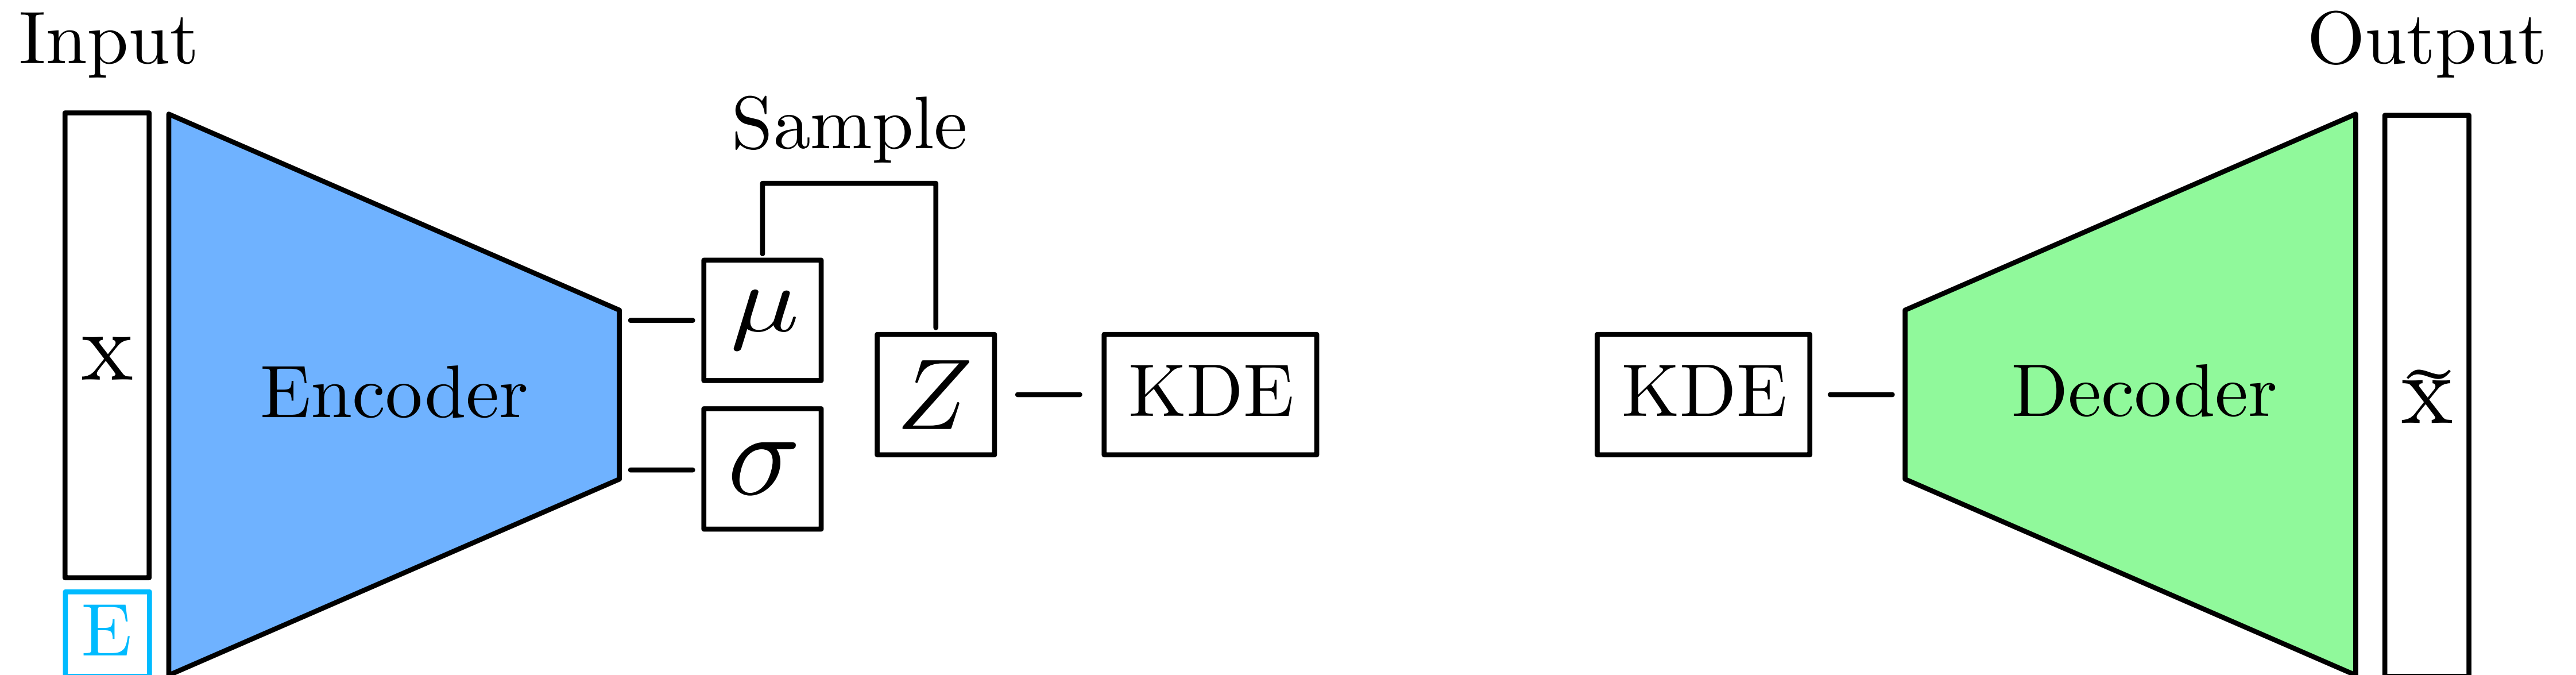 Input
Output
Sample
x
Encoder
μ
σ
Z
KDE
KDE
Decoder
x̃
E